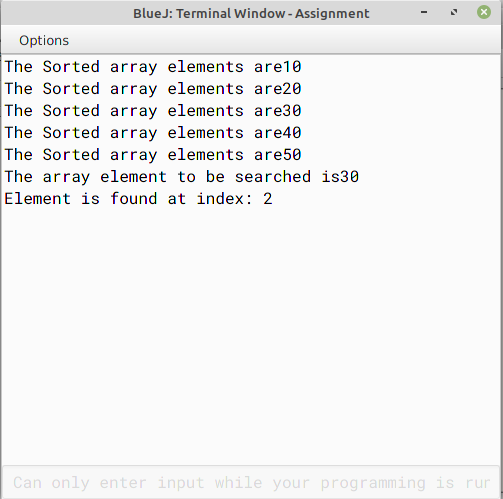 BlueJ: Terminal Window - Assignment
Options
The Sorted array elements are10
The Sorted array elements are20
The Sorted array elements are30
The Sorted array elements are40
The Sorted array elements are50
The array element to be searched is30
Element is found at index: 2
Can only enter input while your programming is rur